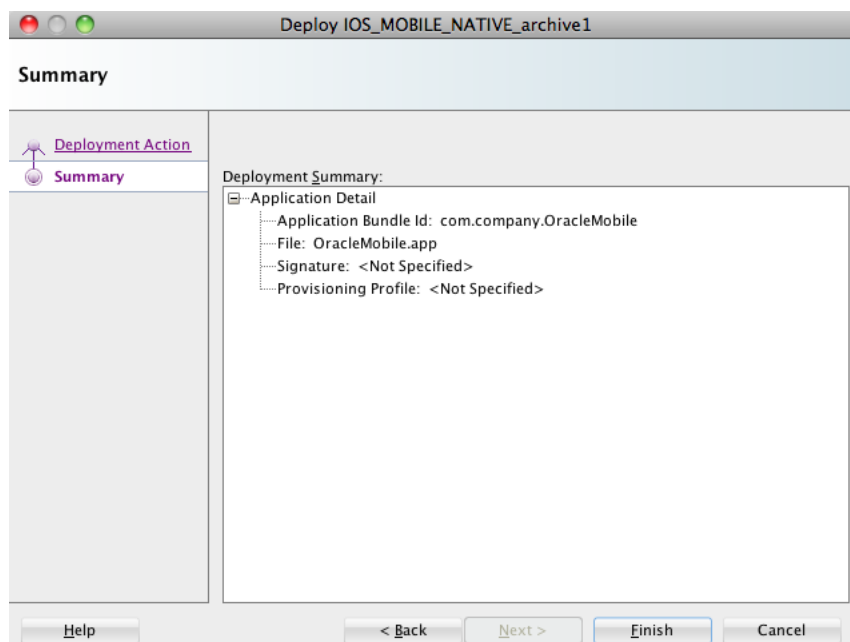 Deploy IOS_MOBILE_NATIVE_archive1
Summary
Deployment Action
Summary
Deployment Summary:
Application Detail
Application Bundle Id: com.company.OracleMobile
File: OracleMobile.app
Signature: <Not Specified>
Provisioning Profile: <Not Specified>
Help
< Back
Next >
Finish
Cancel